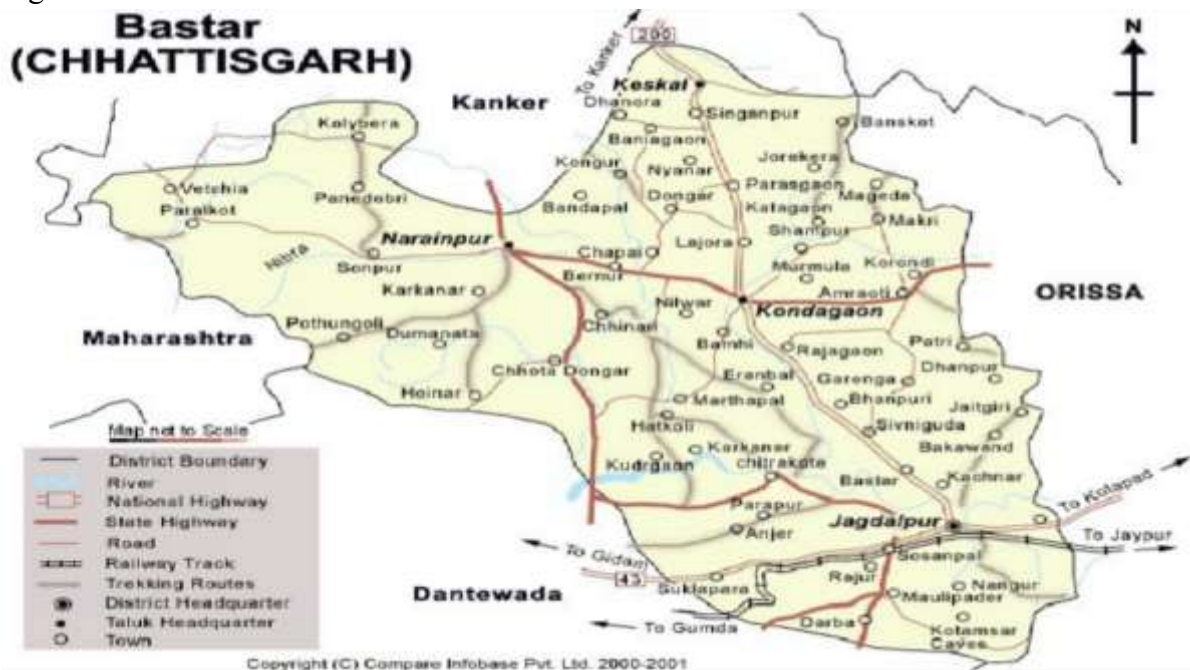 Bastar
(CHHATTISGARH)
N
200
To Kanker
Kanker
Keskal
Dhanora
Singanpur
Baniagaon
Banskot
Kelybera
Kongur
Nyanar
Jorekera
Vetchia
Panedobri
Bandapal
Dongar
Parasgaon
Mageda
Paralkot
Katagaon
Makri
Narainpur
Shampur
Nibra
Sonpur
Chapai
Lajora
Bernur
Murmula
Korondi
Karkanar
Nilwar
Amraoti
ORISSA
Kondagaon
Pothungoli
Chhinari
Maharashtra
Dumanata
Bamhi
Rajagaon
Patri
Chhota Dongar
Dhanpur
Eranbal
Garenga
Hoinar
Marthapal
Bhanpuri
Jaitgiri
Hatkoli
Sivniguda
Map not to Scale
Karkanar
Bakawand
District Boundary
Kudrgaon
chitrakote
River
Bastar
Kachnar
National Highway
To Kotapad
State Highway
Parapur
Jagdalpur
Road
Anjer
To Jaypur
Railway Track
To Gidam
Sosanpal
Trekking Routes
43
Rajur
District Headquarter
Dantewada
Suklapara
Nangur
Maulipader
Taluk Headquarter
To Gumda
Darba
Kotamsar
Town
Caves
Copyright (C) Compare Infobase Pvt. Ltd. 2000-2001